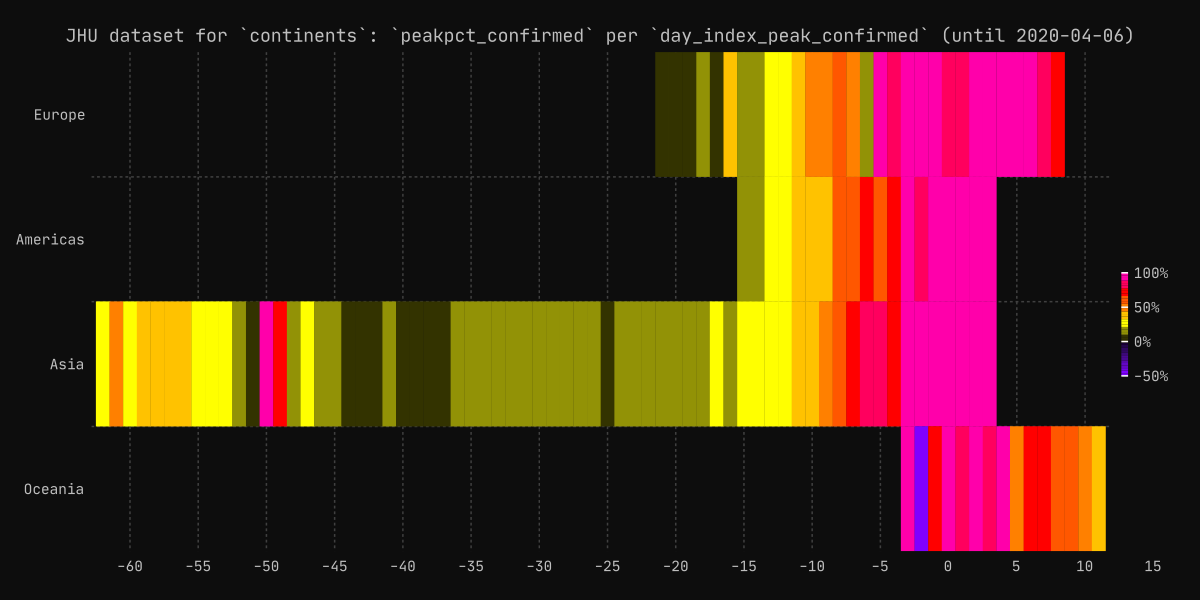 JHU dataset for `continents`: `peakpct_confirmed` per `day_index_peak_confirmed` (until 2020-04-06)
Europe
Americas
Asia
Oceania
100%
50%
0%
-50%
-60 -55 -50 -45 -40 -35 -30 -25 -20 -15 -10 -5 0 5 10 15